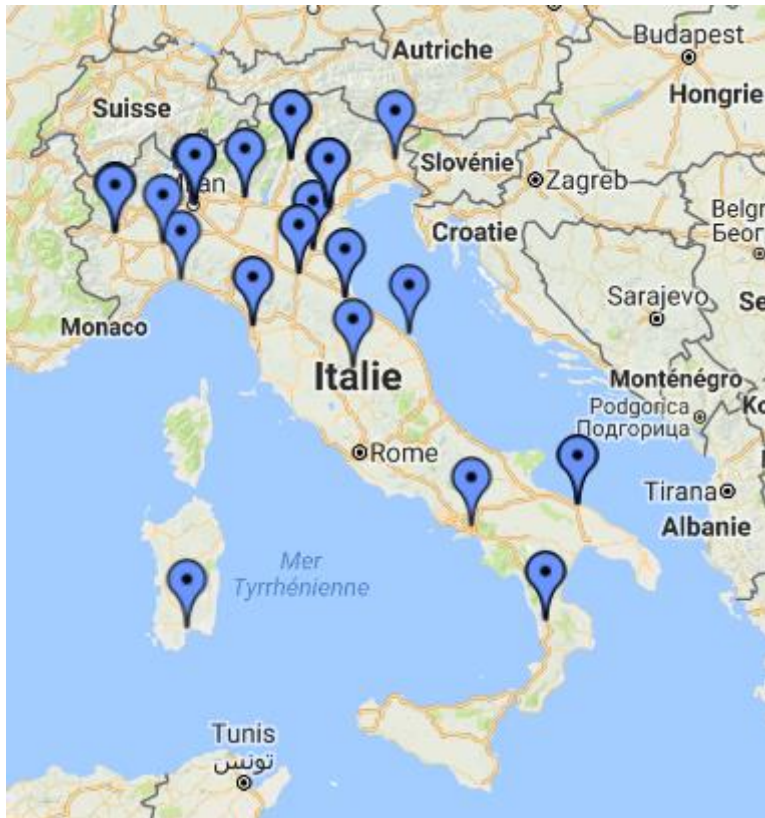 Autriche
Budapest
Hongrie
Suisse
Slovénie
Zagreb
Croatie
Београ
Sarajevo
Monaco
Italie
Monténégro
Podgorica
Подгорица
Rome
Tirana
Albanie
Mer
Tyrrhénienne
Tunis
تونس